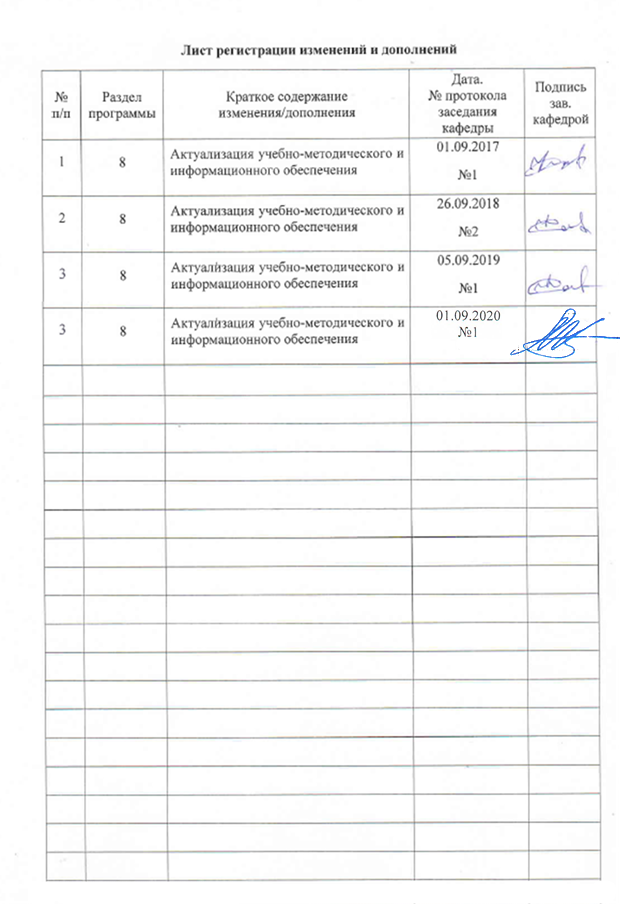 Лист регистрации изменений и дополнений
№
п/п
Раздел
программы
Краткое содержание
изменения/дополнения
Дата.
№ протокола
заседания
кафедры
Подпись
зав.
кафедрой
1
8
Актуализация учебно-методического и
информационного обеспечения
01.09.2017
№1
2
8
Актуализация учебно-методического и
информационного обеспечения
26.09.2018
№2
3
8
Актуализация учебно-методического и
информационного обеспечения
05.09.2019
№1
3
8
Актуализация учебно-методического и
информационного обеспечения
01.09.2020
№1